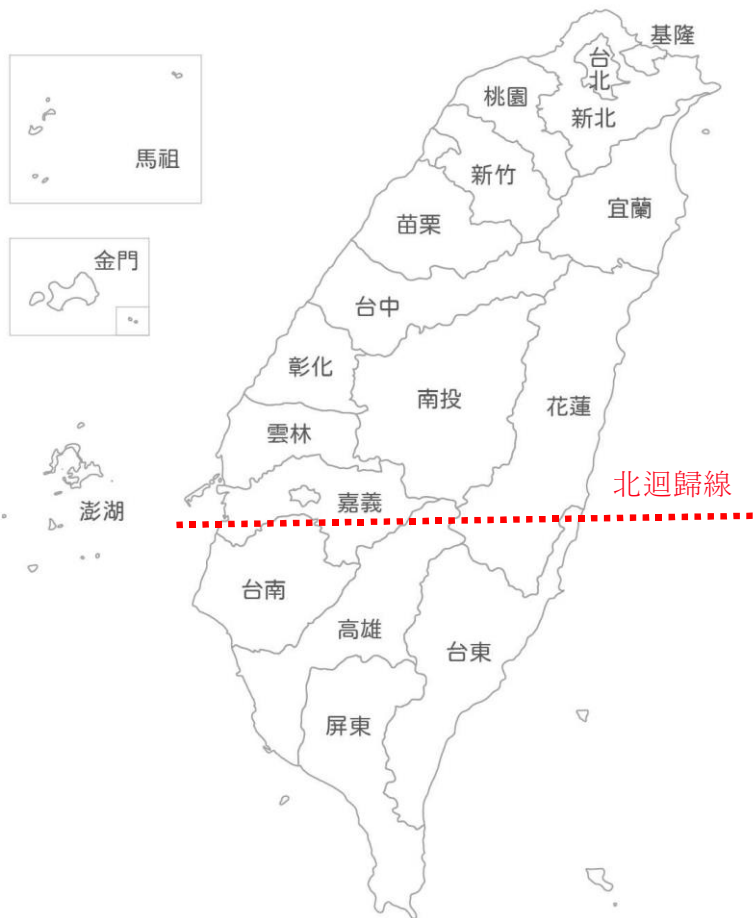 基隆
台
北
桃園
新北
馬祖
新竹
宜蘭
苗栗
金門
台中
彰化
南投
花蓮
雲林
北迴歸線
嘉義
澎湖
台南
高雄
台東
屏東